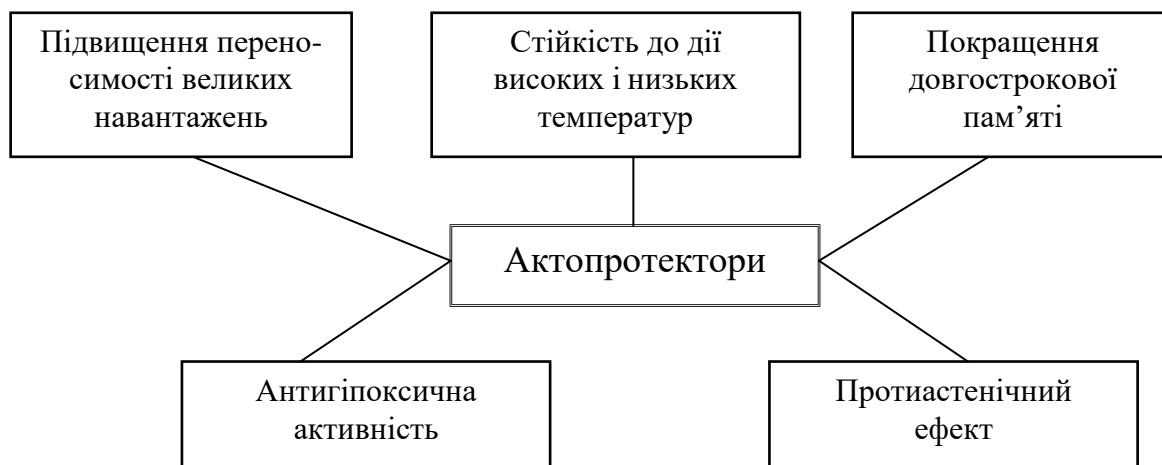 Підвищення перено-
симості великих
навантажень
Стійкість до дії
високих і низьких
температур
Покращення
довгострокової
пам’яті
Актопротектори
Антигіпоксична
активність
Протиастенічний
ефект